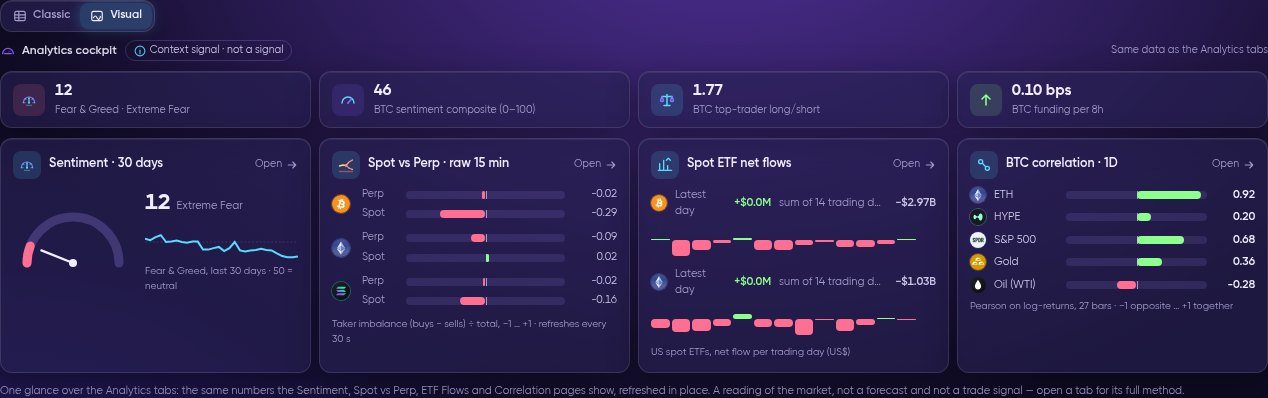 Classic
Visual
Analytics cockpit
Context signal · not a signal
Same data as the Analytics tabs
12
Fear & Greed · Extreme Fear
46
BTC sentiment composite (0–100)
1.77
BTC top-trader long/short
0.10 bps
BTC funding per 8h
Sentiment · 30 days
Open →
12 Extreme Fear
Fear & Greed, last 30 days · 50 =
neutral
Spot vs Perp · raw 15 min
Open →
Perp -0.02
Spot -0.29
Perp -0.09
Spot 0.02
Perp -0.02
Spot -0.16
Taker imbalance (buys − sells) ÷ total, −1 … +1 · refreshes every
30 s
Spot ETF net flows
Open →
Latest
day
+$0.0M sum of 14 trading d... -$2.97B
Latest
day
+$0.0M sum of 14 trading d... -$1.03B
US spot ETFs, net flow per trading day (US$)
BTC correlation · 1D
Open →
ETH 0.92
HYPE 0.20
SPDR
S&P 500 0.68
Gold 0.36
Oil (WTI) -0.28
Pearson on log-returns, 27 bars · −1 opposite … +1 together
One glance over the Analytics tabs: the same numbers the Sentiment, Spot vs Perp, ETF Flows and Correlation pages show, refreshed in place. A reading of the market, not a forecast and not a trade signal — open a tab for its full method.